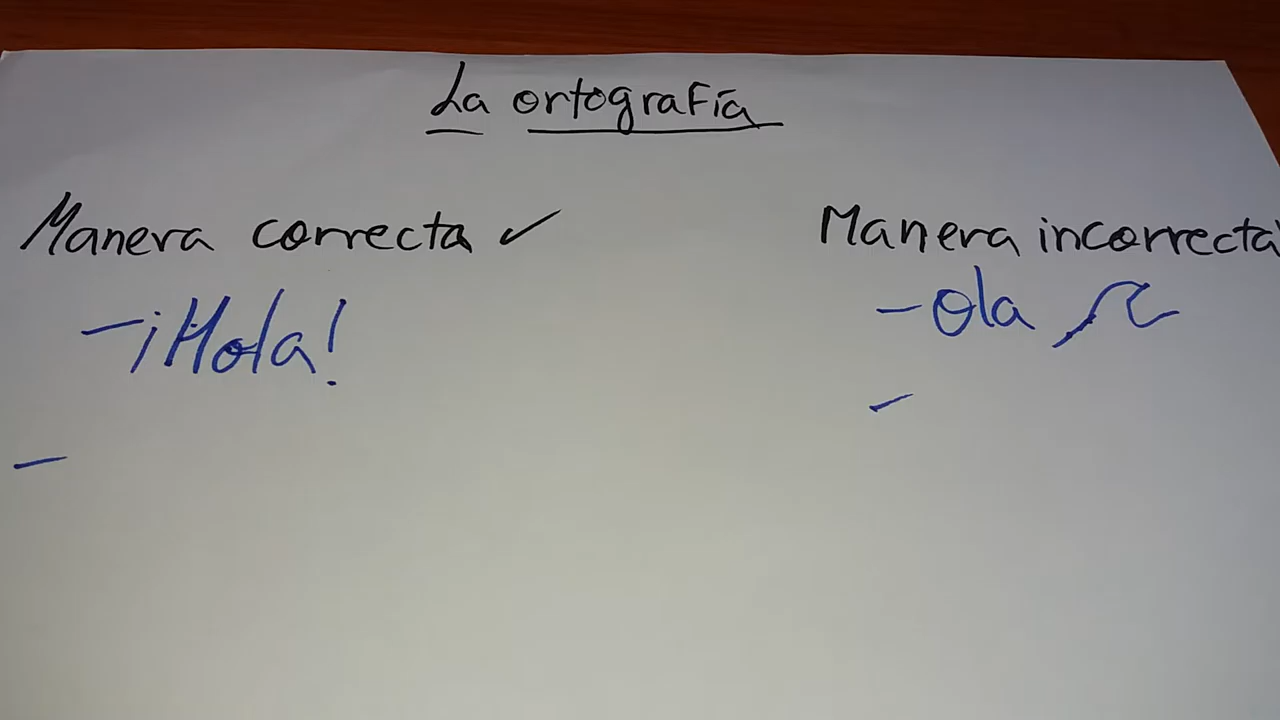 La ortografía
Manera correcta ✓
Manera incorrecta
- ¡Hola!
- Ola
-
-